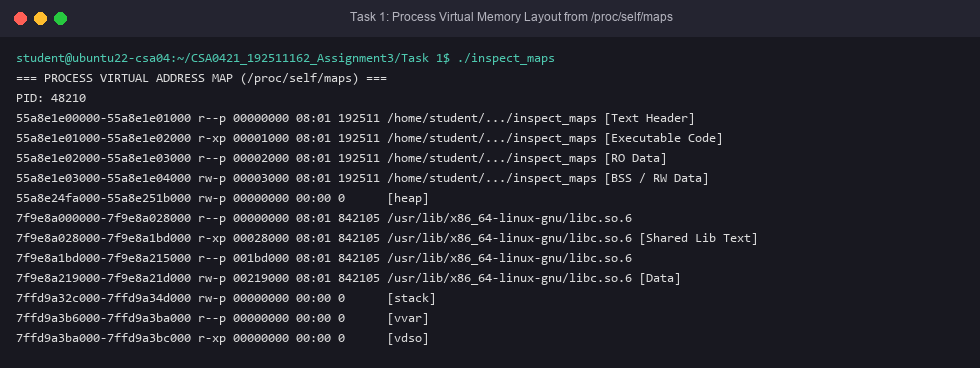 Task 1: Process Virtual Memory Layout from /proc/self/maps
student@ubuntu22-csa04:~/CSA0421_192511162_Assignment3/Task 1$ ./inspect_maps
=== PROCESS VIRTUAL ADDRESS MAP (/proc/self/maps) ===
PID: 48210
55a8e1e00000-55a8e1e01000 r--p 00000000 08:01 192511 /home/student/.../inspect_maps [Text Header]
55a8e1e01000-55a8e1e02000 r-xp 00001000 08:01 192511 /home/student/.../inspect_maps [Executable Code]
55a8e1e02000-55a8e1e03000 r--p 00002000 08:01 192511 /home/student/.../inspect_maps [RO Data]
55a8e1e03000-55a8e1e04000 rw-p 00003000 08:01 192511 /home/student/.../inspect_maps [BSS / RW Data]
55a8e24fa000-55a8e251b000 rw-p 00000000 00:00 0      [heap]
7f9e8a000000-7f9e8a028000 r--p 00000000 08:01 842105 /usr/lib/x86_64-linux-gnu/libc.so.6
7f9e8a028000-7f9e8a1bd000 r-xp 00028000 08:01 842105 /usr/lib/x86_64-linux-gnu/libc.so.6 [Shared Lib Text]
7f9e8a1bd000-7f9e8a215000 r--p 001bd000 08:01 842105 /usr/lib/x86_64-linux-gnu/libc.so.6
7f9e8a219000-7f9e8a21d000 rw-p 00219000 08:01 842105 /usr/lib/x86_64-linux-gnu/libc.so.6 [Data]
7ffd9a32c000-7ffd9a34d000 rw-p 00000000 00:00 0      [stack]
7ffd9a3b6000-7ffd9a3ba000 r--p 00000000 00:00 0      [vvar]
7ffd9a3ba000-7ffd9a3bc000 r-xp 00000000 00:00 0      [vdso]